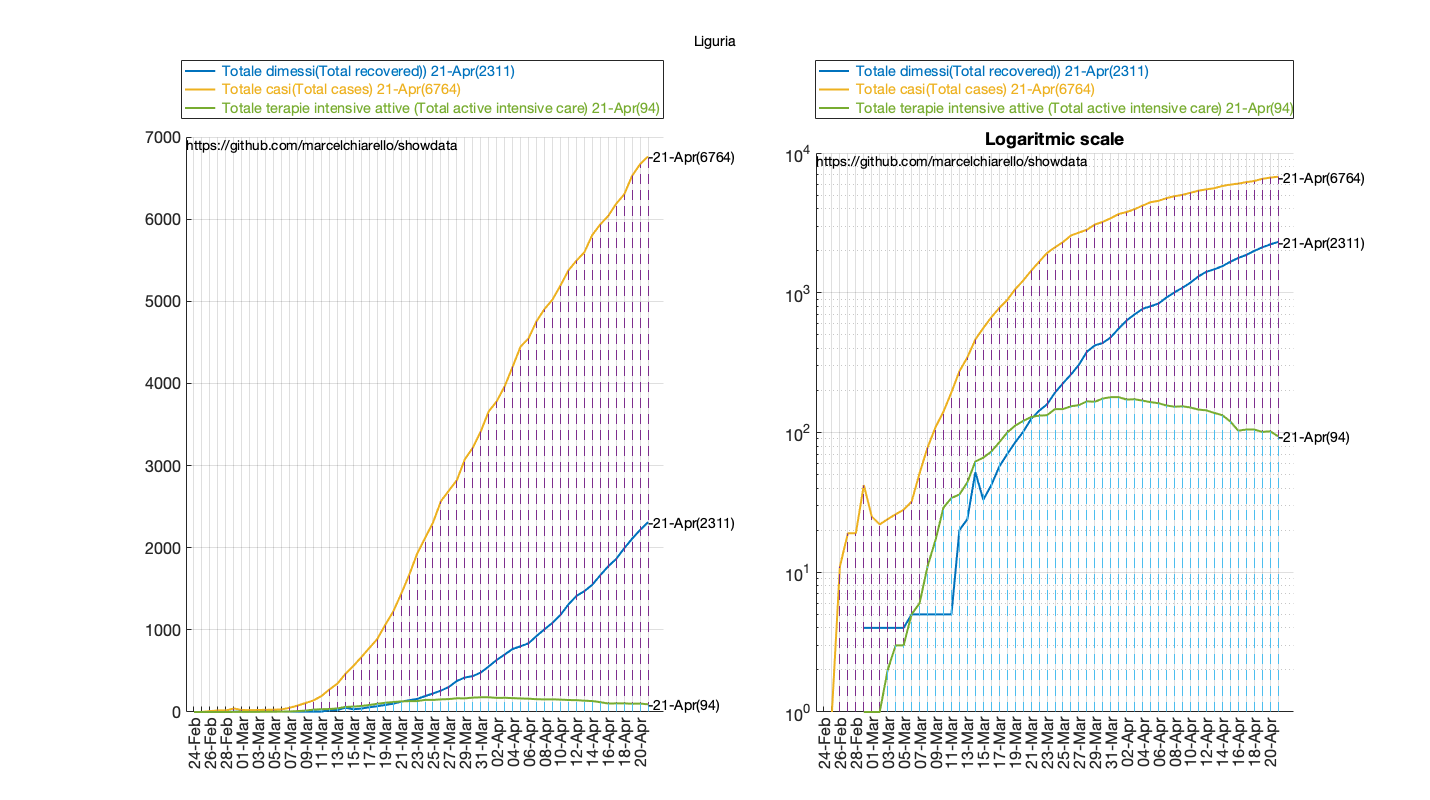 Liguria
Totale dimessi(Total recovered)) 21-Apr(2311)
Totale casi(Total cases) 21-Apr(6764)
Totale terapie intensive attive (Total active intensive care) 21-Apr(94)
7000
6000
5000
4000
3000
2000
1000
0
https://github.com/marcelchiarello/showdata
21-Apr(6764)
21-Apr(2311)
21-Apr(94)
24-Feb
26-Feb
28-Feb
01-Mar
03-Mar
05-Mar
07-Mar
09-Mar
11-Mar
13-Mar
15-Mar
17-Mar
19-Mar
21-Mar
23-Mar
25-Mar
27-Mar
29-Mar
31-Mar
02-Apr
04-Apr
06-Apr
08-Apr
10-Apr
12-Apr
14-Apr
16-Apr
18-Apr
20-Apr
Totale dimessi(Total recovered)) 21-Apr(2311)
Totale casi(Total cases) 21-Apr(6764)
Totale terapie intensive attive (Total active intensive care) 21-Apr(94)
Logaritmic scale
10^4
10^3
10^2
10^1
10^0
https://github.com/marcelchiarello/showdata
21-Apr(6764)
21-Apr(2311)
21-Apr(94)
24-Feb
26-Feb
28-Feb
01-Mar
03-Mar
05-Mar
07-Mar
09-Mar
11-Mar
13-Mar
15-Mar
17-Mar
19-Mar
21-Mar
23-Mar
25-Mar
27-Mar
29-Mar
31-Mar
02-Apr
04-Apr
06-Apr
08-Apr
10-Apr
12-Apr
14-Apr
16-Apr
18-Apr
20-Apr